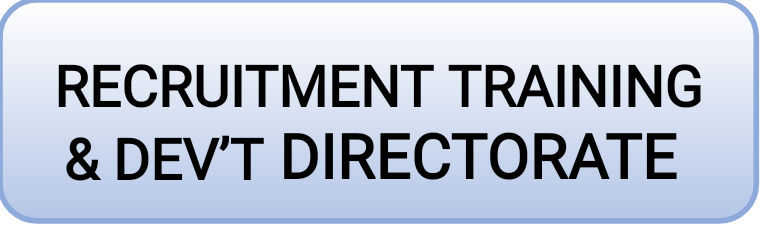 RECRUITMENT TRAINING
& DEV’T DIRECTORATE